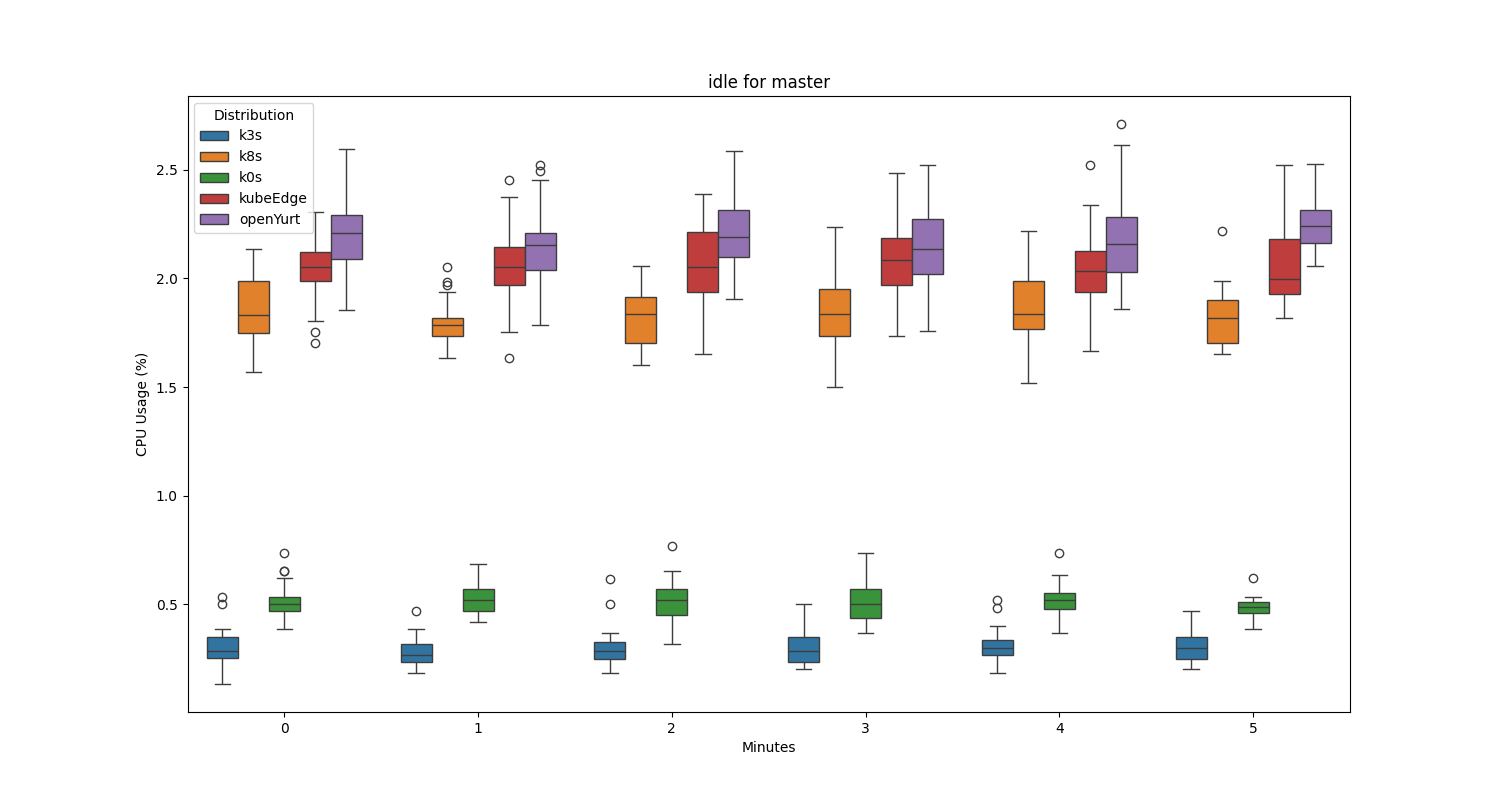 idle for master
Distribution
k3s
k8s
k0s
kubeEdge
openYurt
CPU Usage (%)
2.5
2.0
1.5
1.0
0.5
0 1 2 3 4 5
Minutes